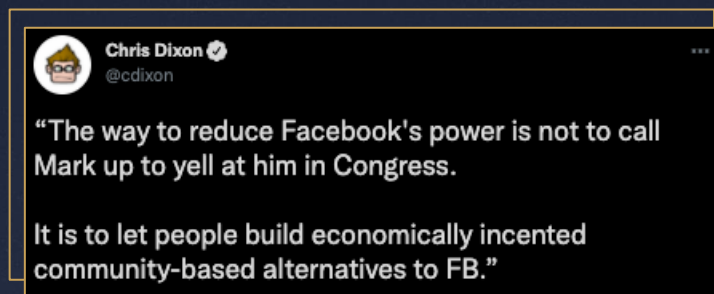 Chris Dixon
@cdixon
“The way to reduce Facebook's power is not to call
Mark up to yell at him in Congress.
It is to let people build economically incented
community-based alternatives to FB.”